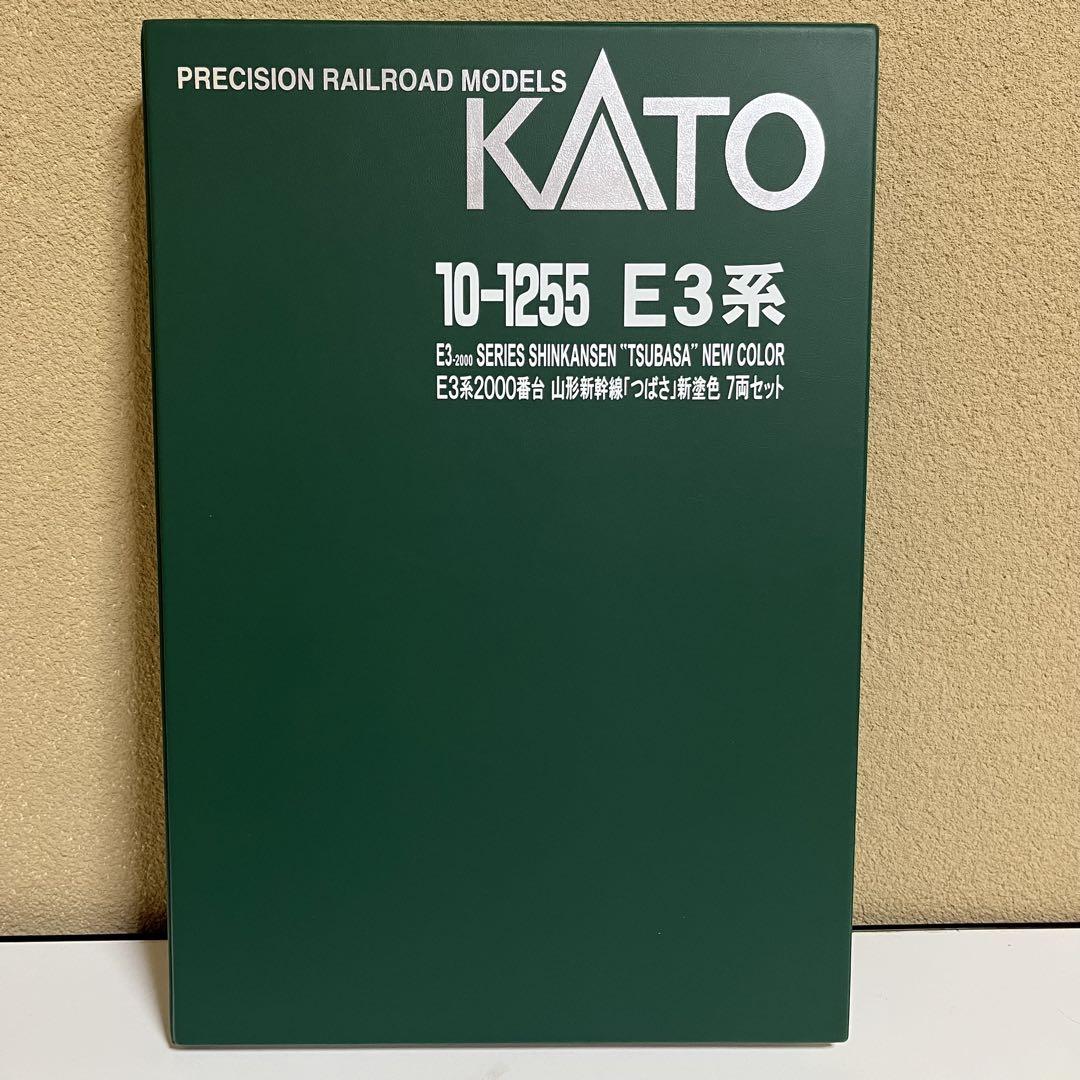 PRECISION RAILROAD MODELS
KATO
10-1255 E3系
E3-2000 SERIES SHINKANSEN "TSUBASA" NEW COLOR
E3系2000番台 山形新幹線「つばさ」新塗色 7両セット